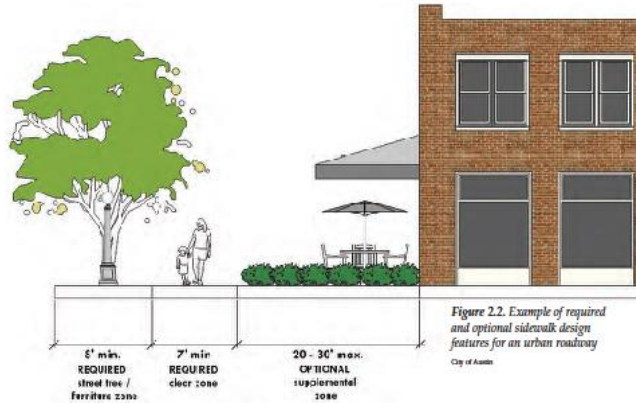 Figure 2.2. Example of required
and optional sidewalk design
features for an urban roadway
City of Austin
8' min.
REQUIRED
street tree /
furniture zone
7' min
REQUIRED
clear zone
20 - 30' max.
OPTIONAL
supplemental
zone